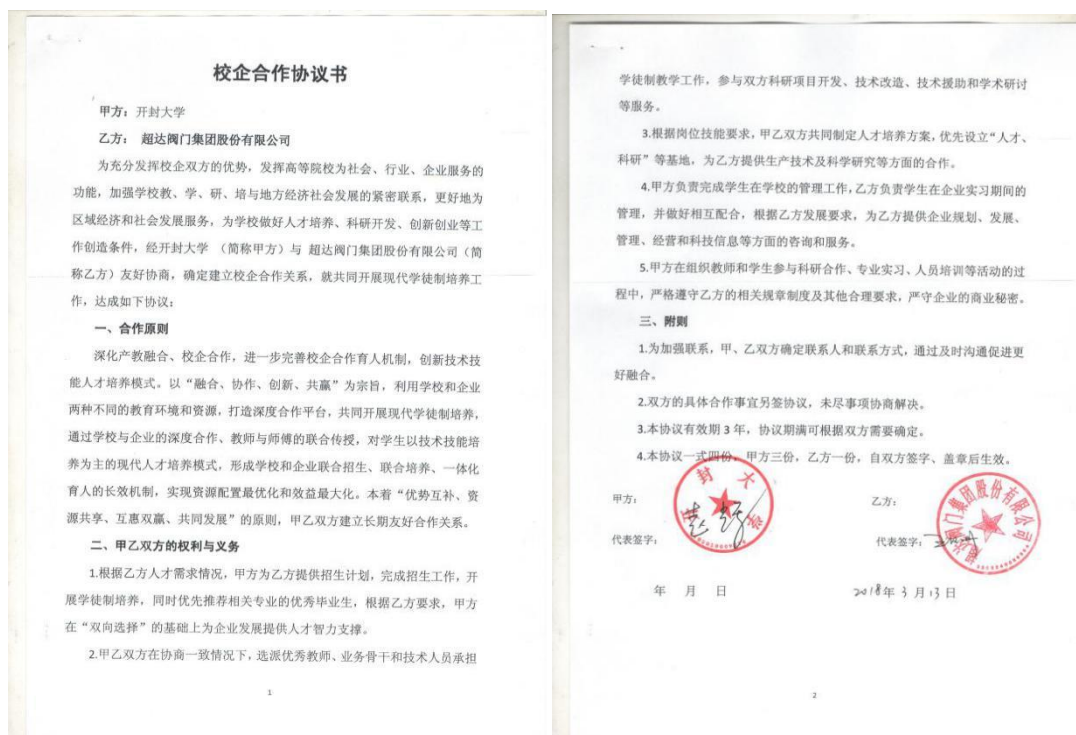 校企合作协议书
甲方：开封大学
乙方： 超达阀门集团股份有限公司
为充分发挥校企双方的优势，发挥高等院校为社会、行业、企业服务的
功能，加强学校教、学、研、培与地方经济社会发展的紧密联系，更好地为
区域经济和社会发展服务，为学校做好人才培养、科研开发、创新创业等工
作创造条件，经开封大学 （简称甲方）与 超达阀门集团股份有限公司（简
称乙方）友好协商，确定建立校企合作关系，就共同开展现代学徒制培养工
作，达成如下协议：
一、合作原则
深化产教融合、校企合作，进一步完善校企合作育人机制，创新技术技
能人才培养模式。以“融合、协作、创新、共赢”为宗旨，利用学校和企业
两种不同的教育环境和资源，打造深度合作平台，共同开展现代学徒制培养，
通过学校与企业的深度合作、教师与师傅的联合传授，对学生以技术技能培
养为主的现代人才培养模式，形成学校和企业联合招生、联合培养、一体化
育人的长效机制，实现资源配置最优化和效益最大化。本着“优势互补、资
源共享、互惠双赢、共同发展”的原则，甲乙双方建立长期友好合作关系。
二、甲乙双方的权利与义务
1.根据乙方人才需求情况，甲方为乙方提供招生计划，完成招生工作，开
展学徒制培养，同时优先推荐相关专业的优秀毕业生，根据乙方要求，甲方
在“双向选择”的基础上为企业发展提供人才智力支撑。
2.甲乙双方在协商一致情况下，选派优秀教师、业务骨干和技术人员承担
1
学徒制教学工作，参与双方科研项目开发、技术改造、技术援助和学术研讨
等服务。
3.根据岗位技能要求，甲乙双方共同制定人才培养方案，优先设立“人才、
科研”等基地，为乙方提供生产技术及科学研究等方面的合作。
4.甲方负责完成学生在学校的管理工作，乙方负责学生在企业实习期间的
管理，并做好相互配合，根据乙方发展要求，为乙方提供企业规划、发展、
管理、经营和科技信息等方面的咨询和服务。
5.甲方在组织教师和学生参与科研合作、专业实习、人员培训等活动的过
程中，严格遵守乙方的相关规章制度及其他合理要求，严守企业的商业秘密。
三、附则
1.为加强联系，甲、乙双方确定联系人和联系方式，通过及时沟通促进更
好融合。
2.双方的具体合作事宜另签协议，未尽事项协商解决。
3.本协议有效期 3 年，协议期满可根据双方需要确定。
4.本协议一式四份，甲方三份，乙方一份，自双方签字、盖章后生效。
甲方：
开封大学
代表签字：
年 月 日
乙方：
超达阀门集团股份有限公司
代表签字：
2018年 3 月 13 日
2